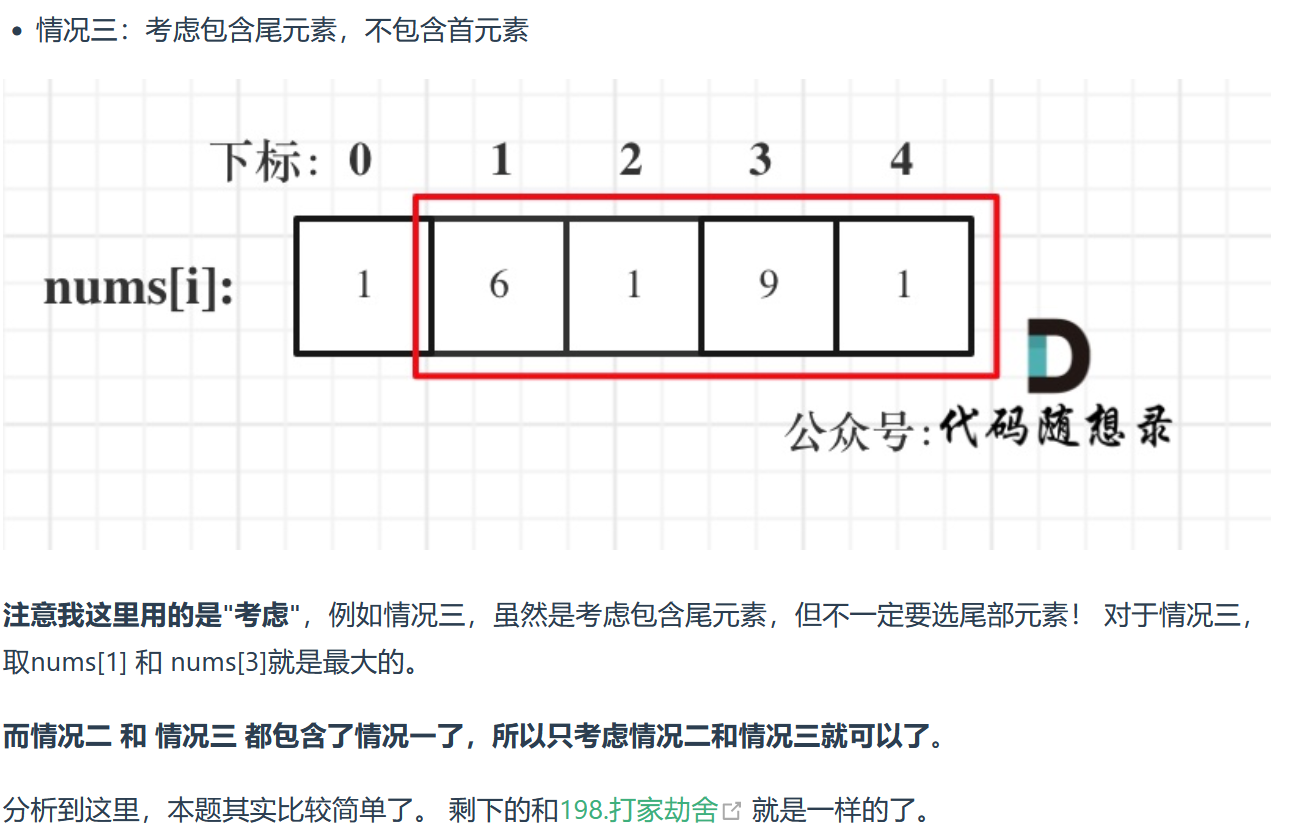 • 情况三：考虑包含尾元素，不包含首元素
下标: 0 1 2 3 4
nums[i]: 1 6 1 9 1
公众号:代码随想录
注意我这里用的是"考虑"，例如情况三，虽然是考虑包含尾元素，但不一定要选尾部元素！ 对于情况三，
取nums[1] 和 nums[3]就是最大的。
而情况二 和 情况三 都包含了情况一了，所以只考虑情况二和情况三就可以了。
分析到这里，本题其实比较简单了。 剩下的和198.打家劫舍 就是一样的了。